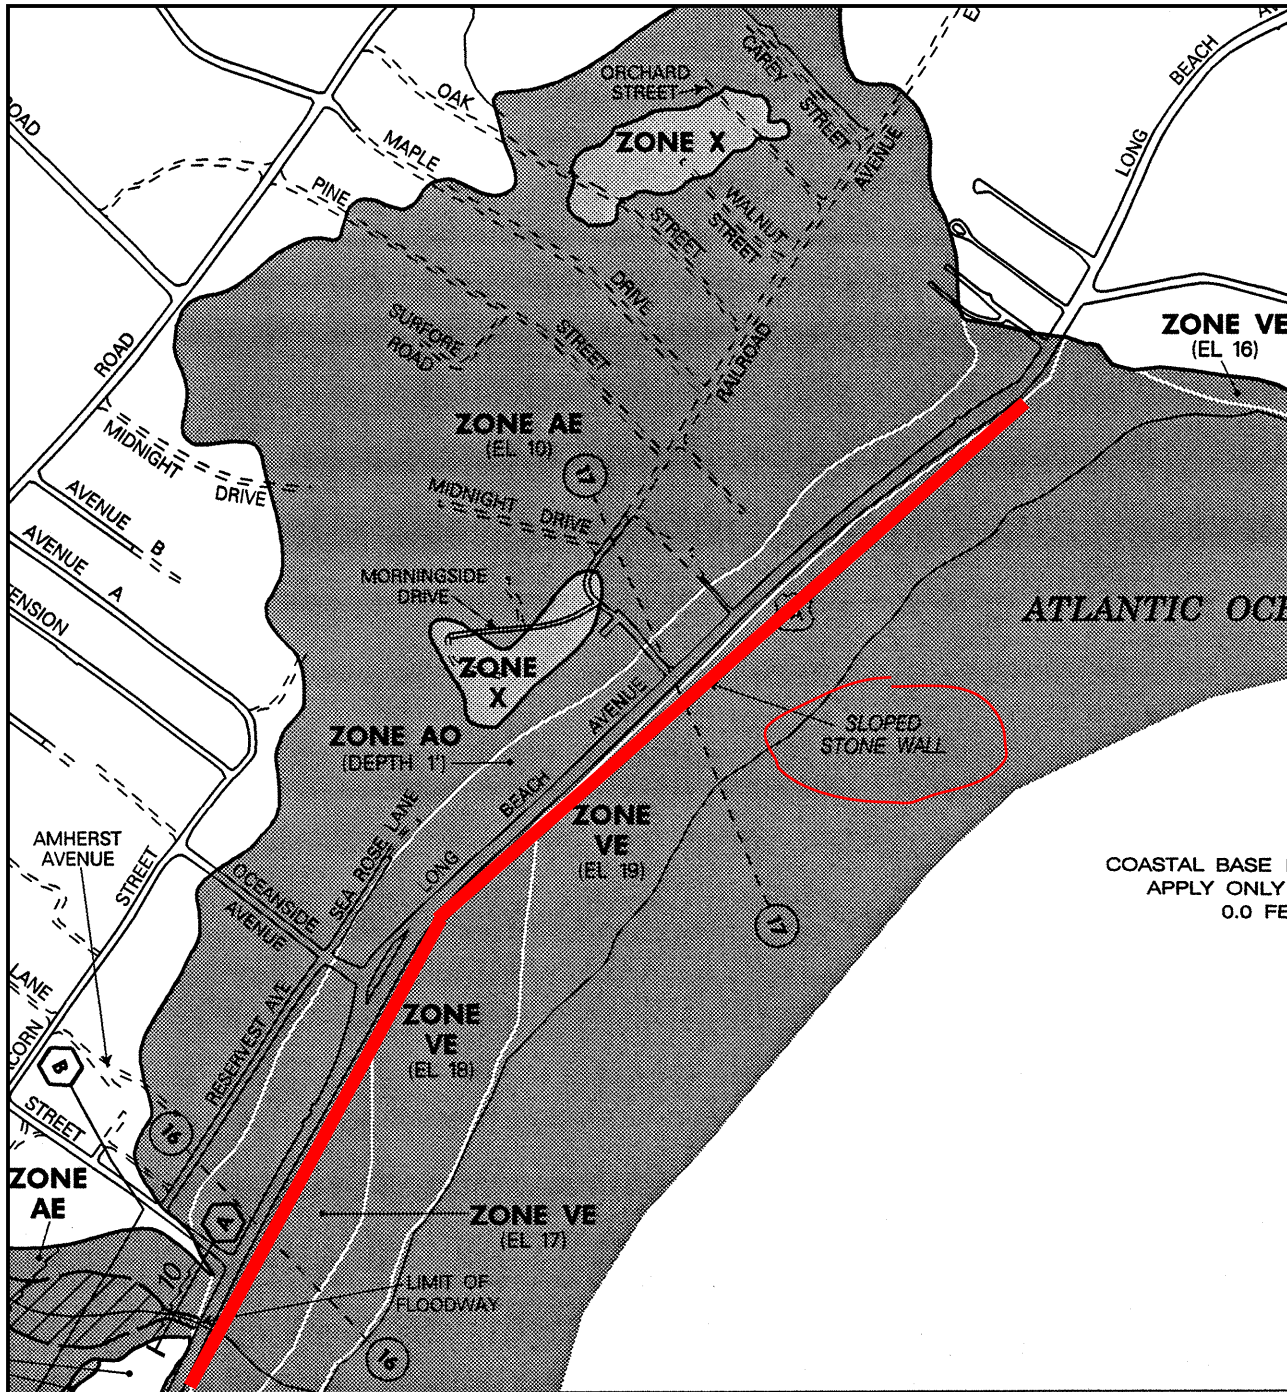 OAK
MAPLE
PINE
ORCHARD
STREET
CAREY
STREET
AVENUE
LONG
BEACH
ZONE X
WALNUT
STREET
STREET
DRIVE
STREET
SURFORE
ROAD
RAILROAD
ROAD
ZONE VE
(EL 16)
ZONE AE
(EL 10)
17
MIDNIGHT
DRIVE
MIDNIGHT
DRIVE
AVENUE
B
AVENUE
A
TENSION
MORNINGSIDE
DRIVE
ATLANTIC OCE
ZONE
X
AVENUE
SLOPED
STONE WALL
ZONE AO
(DEPTH 1')
BEACH
LONG
SEA ROSE LANE
ZONE
VE
(EL 19)
AMHERST
AVENUE
STREET
OCEANSIDE
AVENUE
COASTAL BASE
APPLY ONLY
0.0 FE
17
LANE
CORN
RESERVEST AVE
ZONE
VE
(EL 18)
B
STREET
16
ZONE
AE
A
ZONE VE
(EL 17)
10
LIMIT OF
FLOODWAY
16